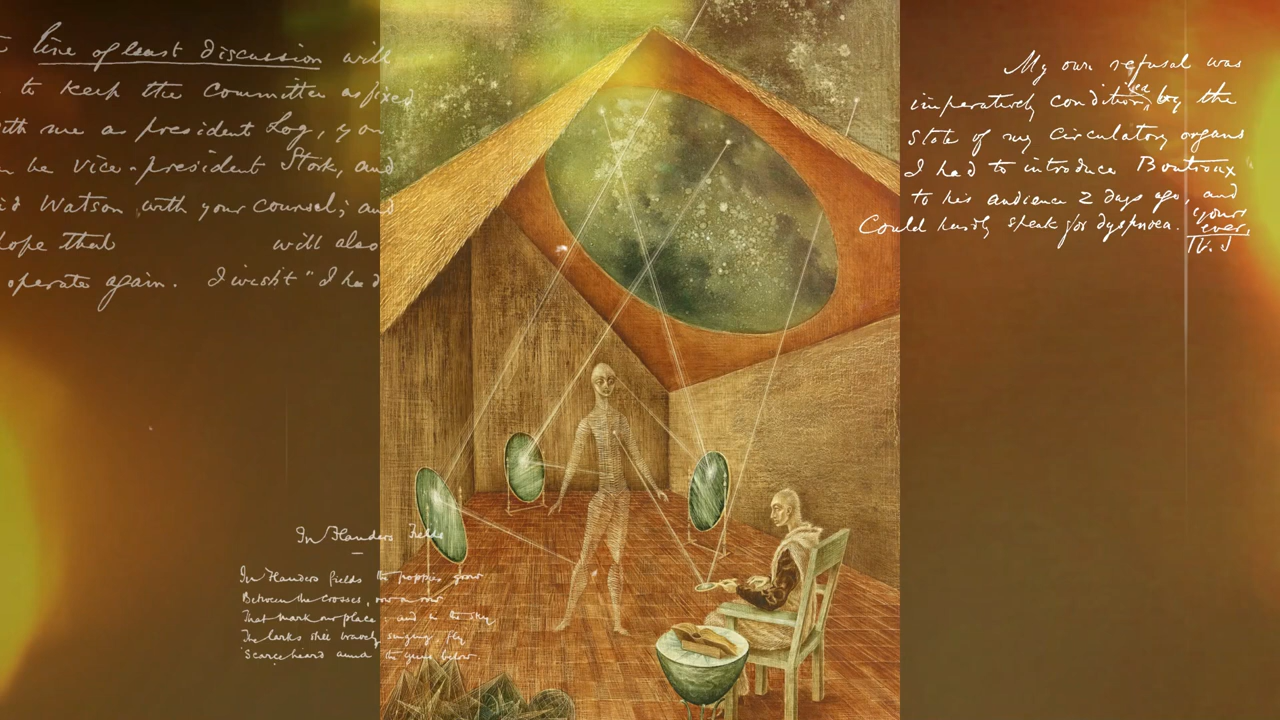 line of least discussion will
to keep the Committee as fixed
ith me as president Log, you
n be vice-president Stork, and
id Watson with your counsel; and
hope that will also
operate again. I wish't "I had
My own refusal was
imperatively conditioned by the
state of my circulatory organs
I had to introduce Boutroux
to his audience 2 days ago, and
Could hardly speak for dyspnoea.
yours
ever,
W. J
In Flanders Fields
In Flanders fields the poppies grow
Between the crosses, row on row
That mark our place and in the sky
The larks still bravely singing, fly
Scarce heard amid the guns below.